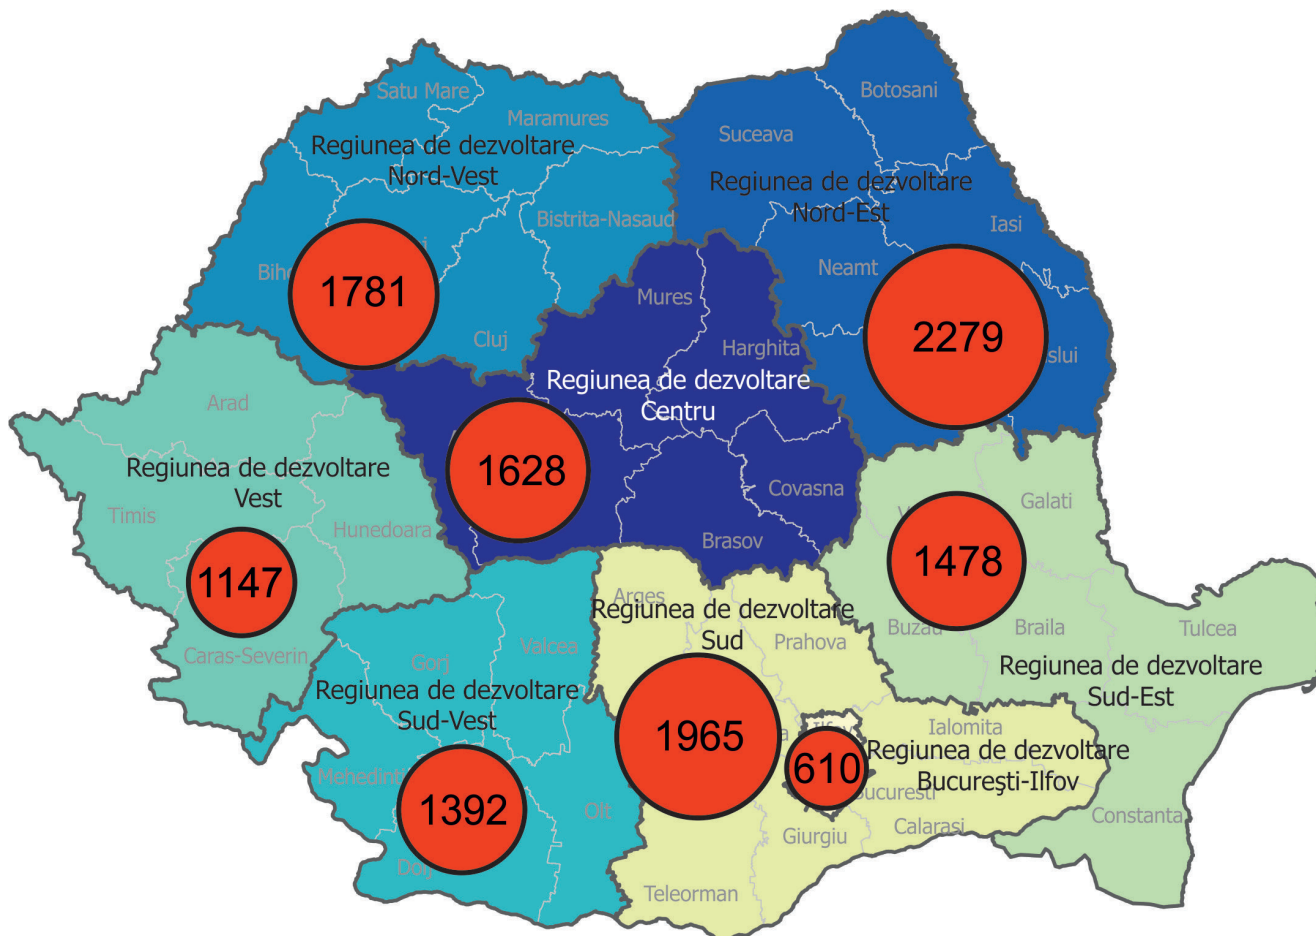 Botosani
Satu Mare
Maramures
Suceava
Regiunea de dezvoltare
Nord-Vest
Regiunea de dezvoltare
Nord-Est
Bistrita-Nasaud
Iasi
Neamt
1781
Mures
2279
Cluj
Harghita
Regiunea de dezvoltare
Centru
Arad
Regiunea de dezvoltare
Vest
1628
Covasna
Galati
Timis
Hunedoara
Brasov
1478
1147
Arges
Regiunea de dezvoltare
Sud
Prahova
Buzau
Braila
Tulcea
Caras-Severin
Gorj
Valcea
Regiunea de dezvoltare
Sud-Est
Regiunea de dezvoltare
Sud-Vest
1965
Ilfov
Ialomita
Regiunea de dezvoltare
Bucureşti-Ilfov
610
Mehedinti
1392
Olt
Bucuresti
Giurgiu
Calarasi
Constanta
Dolj
Teleorman